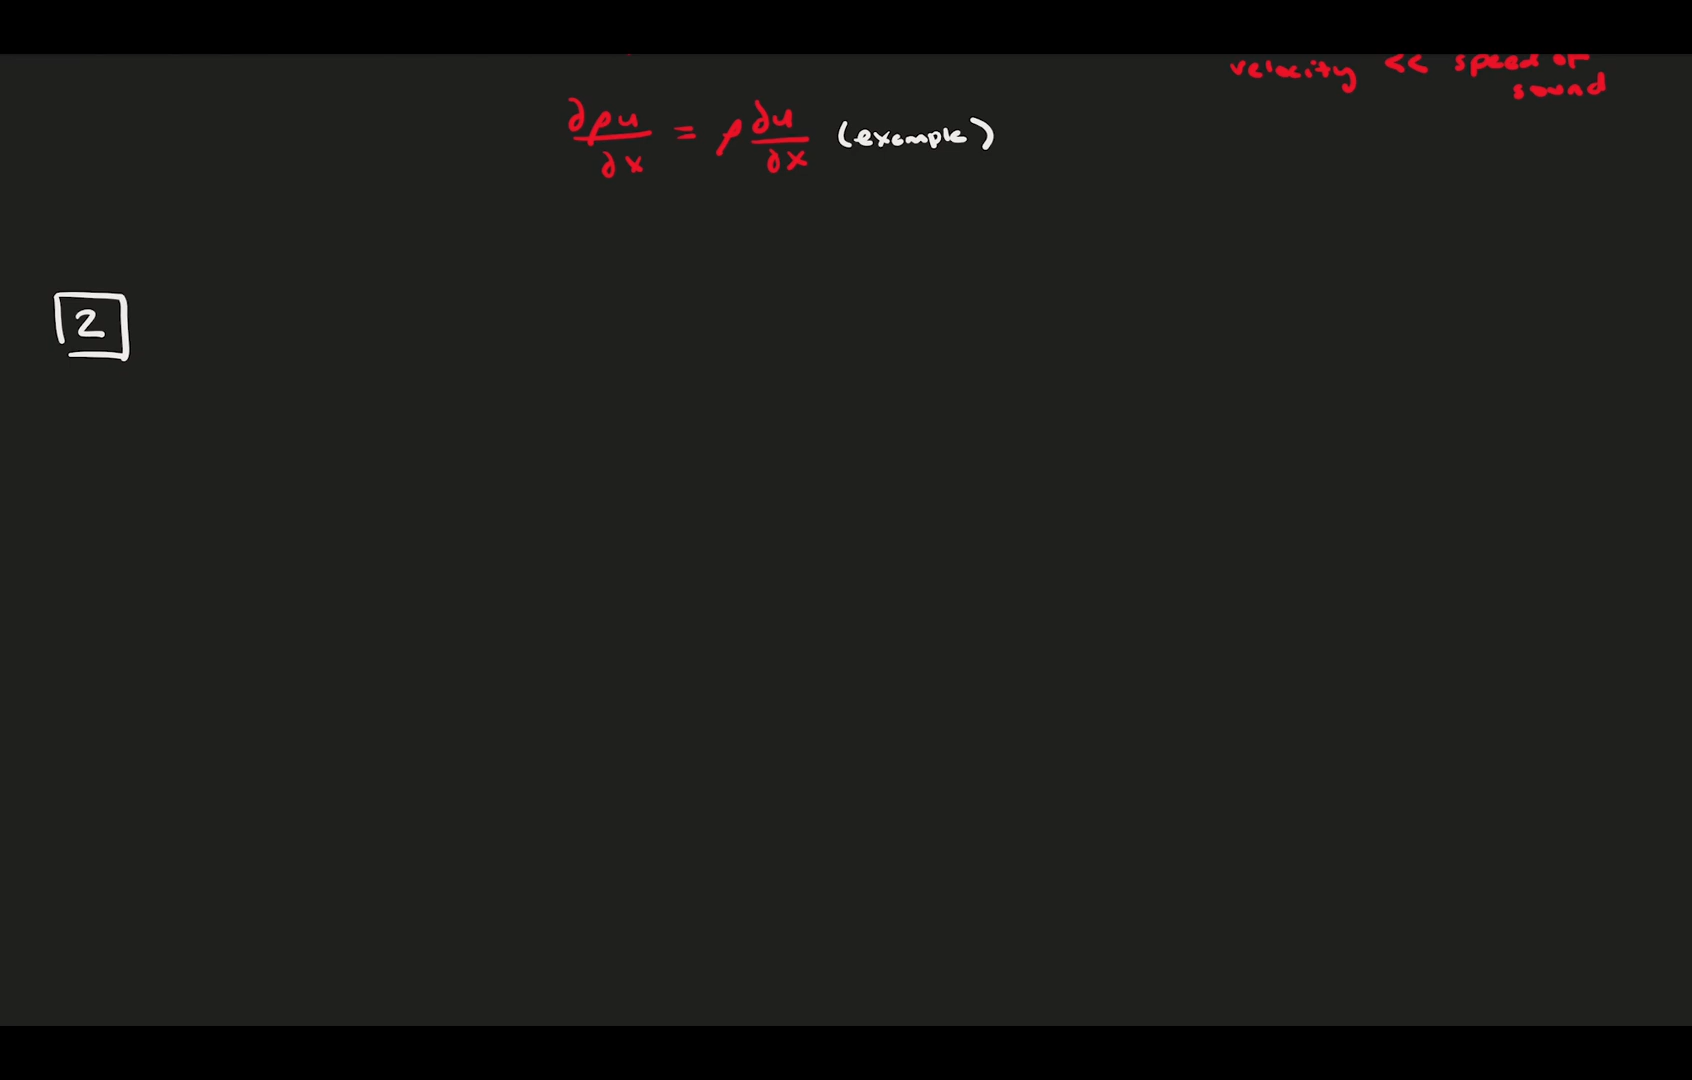 velocity << speed of
sound
∂ρu/∂x = ρ ∂u/∂x (example)
2